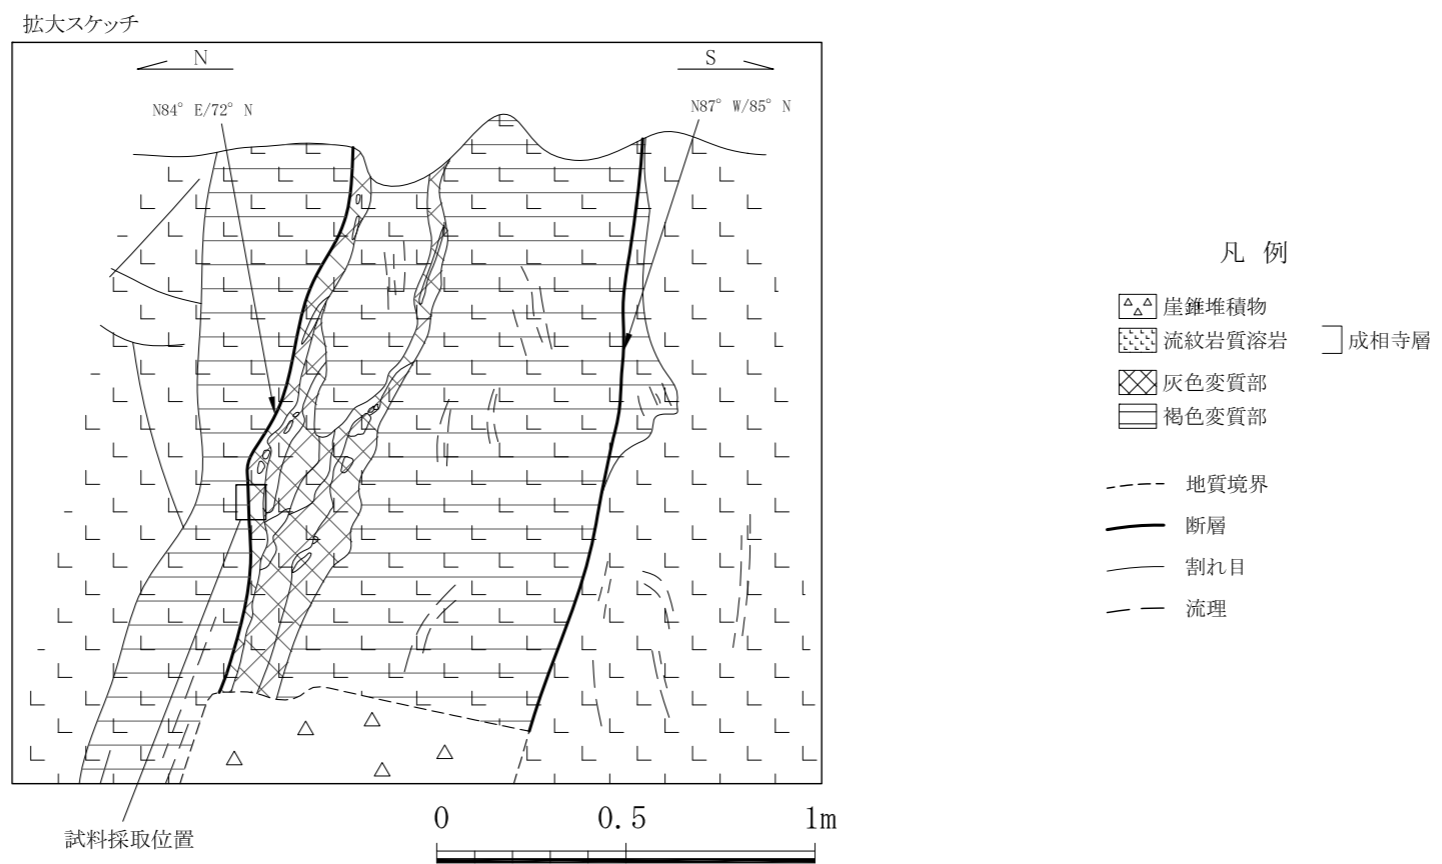 拡大スケッチ
N
S
N84° E/72° N
N87° W/85° N
凡 例
崖錐堆積物
流紋岩質溶岩
成相寺層
灰色変質部
褐色変質部
地質境界
断層
割れ目
流理
試料採取位置
0 0.5 1m